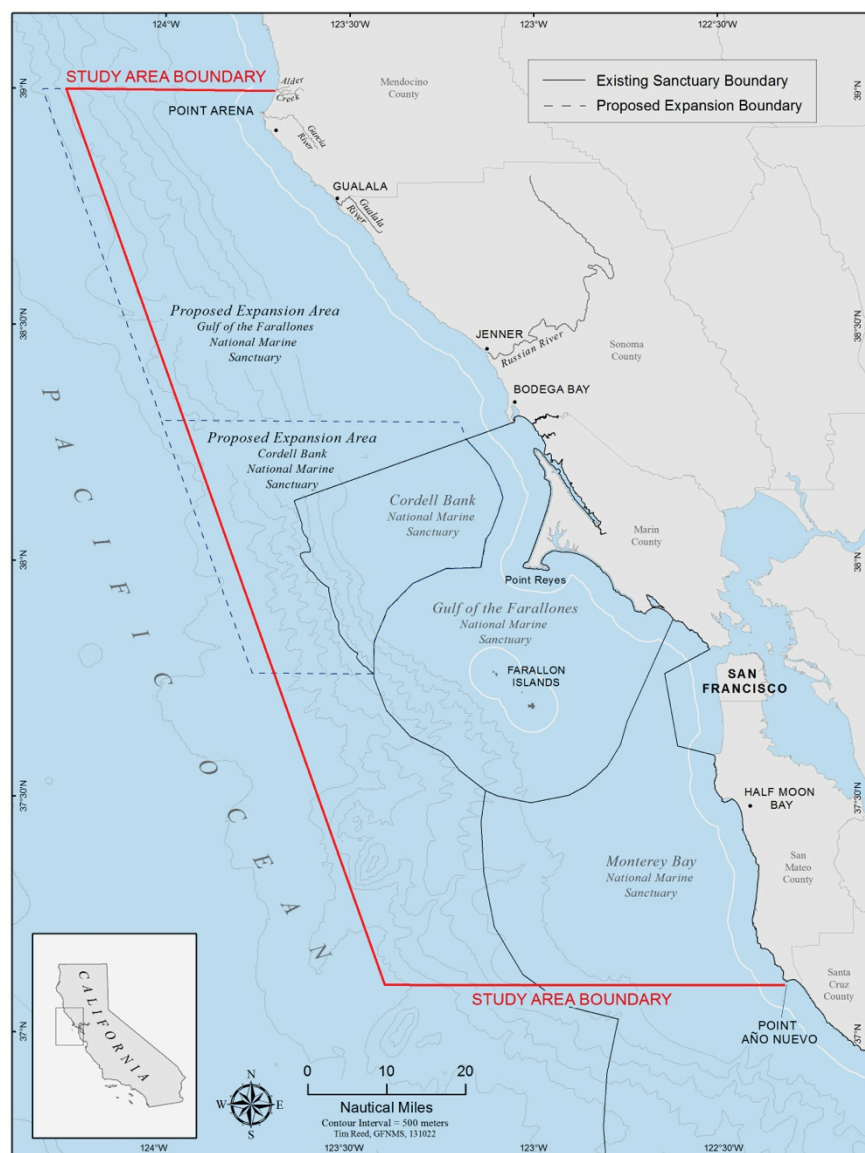 124°W
123°30'W
123°W
122°30'W
STUDY AREA BOUNDARY
Alder
Creek
Mendocino
County
Existing Sanctuary Boundary
Proposed Expansion Boundary
39°N
39°N
POINT ARENA
Garcia
River
GUALALA
Gualala
River
Proposed Expansion Area
Gulf of the Farallones
National Marine
Sanctuary
38°30'N
38°30'N
JENNER
Russian River
Sonoma
County
BODEGA BAY
Proposed Expansion Area
Cordell Bank
National Marine
Sanctuary
Cordell Bank
National Marine
Sanctuary
Marin
County
38°N
38°N
Point Reyes
Gulf of the Farallones
National Marine
Sanctuary
FARALLON
ISLANDS
SAN
FRANCISCO
PACIFIC OCEAN
37°30'N
37°30'N
HALF MOON
BAY
Monterey Bay
National Marine
Sanctuary
San
Mateo
County
STUDY AREA BOUNDARY
Santa
Cruz
County
POINT
AÑO NUEVO
37°N
37°N
CALIFORNIA
N
W
E
S
0
10
20
Nautical Miles
Contour Interval = 500 meters
Tim Reed, GFNMS, 131022
124°W
123°30'W
123°W
122°30'W